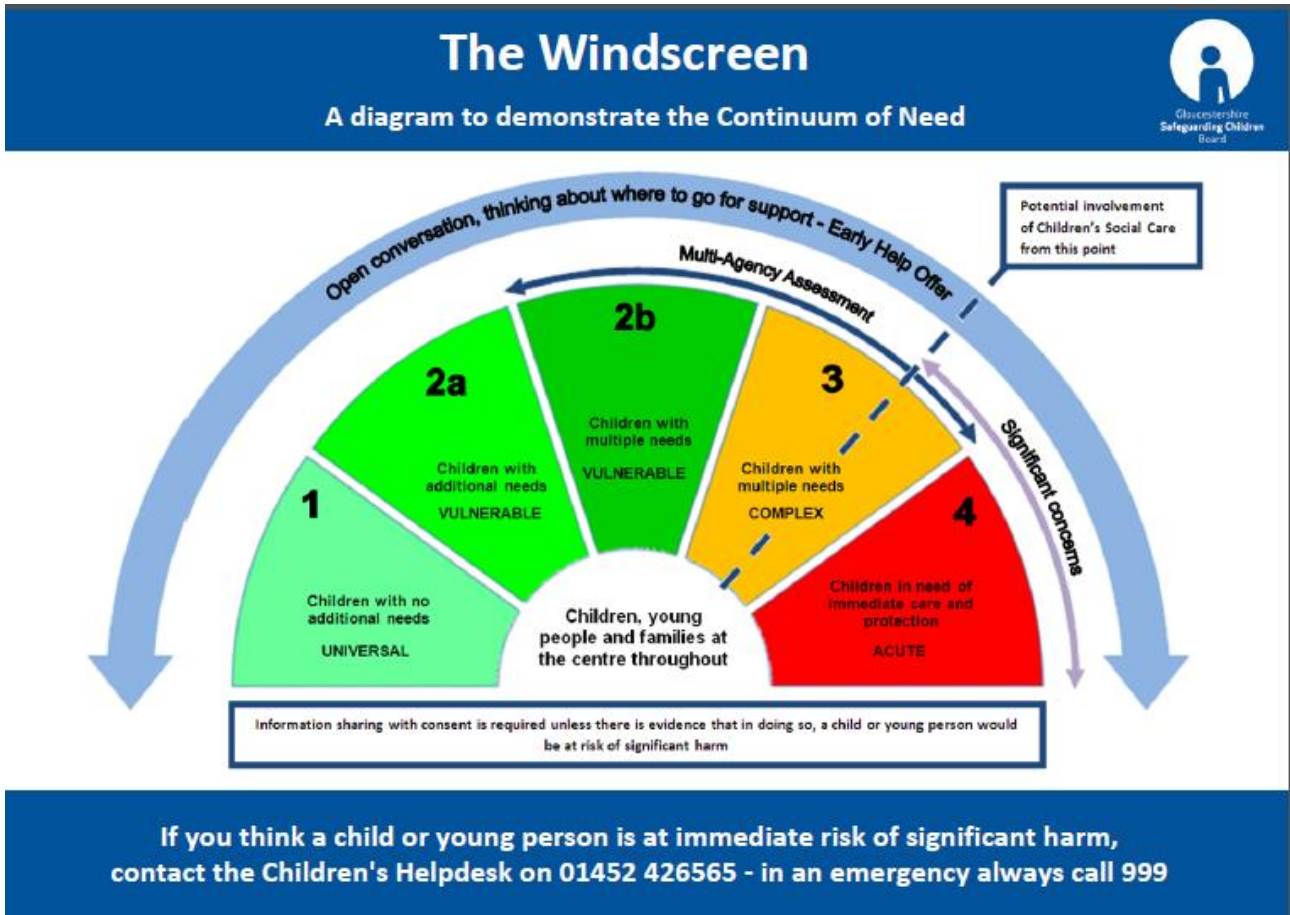 The Windscreen
A diagram to demonstrate the Continuum of Need
Gloucestershire
Safeguarding Children
Board
Open conversation, thinking about where to go for support - Early Help Offer
Potential involvement
of Children's Social Care
from this point
Multi-Agency Assessment
Significant concerns
1
Children with no
additional needs
UNIVERSAL
2a
Children with
additional needs
VULNERABLE
2b
Children with
multiple needs
VULNERABLE
3
Children with
multiple needs
COMPLEX
4
Children in need of
immediate care and
protection
ACUTE
Children, young
people and families at
the centre throughout
Information sharing with consent is required unless there is evidence that in doing so, a child or young person would
be at risk of significant harm
If you think a child or young person is at immediate risk of significant harm,
contact the Children's Helpdesk on 01452 426565 - in an emergency always call 999